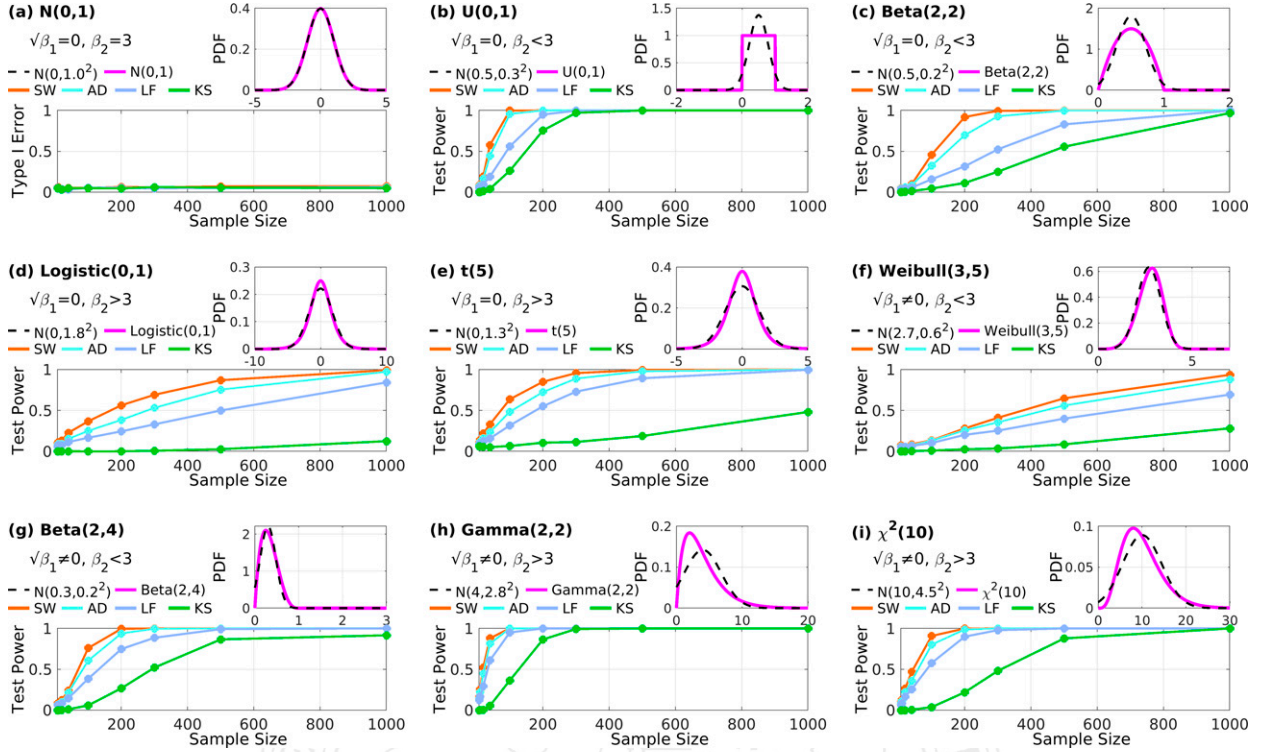 (a) N(0,1)
√β₁=0, β₂=3
N(0,1.0²) N(0,1)
SW AD LF KS
PDF
0.4
0.2
0
-5 0 5
Type I Error
1
0.5
0
200 400 600 800 1000
Sample Size
(b) U(0,1)
√β₁=0, β₂<3
N(0.5,0.3²) U(0,1)
SW AD LF KS
PDF
1.5
1
0.5
0
-2 0 2
Test Power
1
0.5
0
200 400 600 800 1000
Sample Size
(c) Beta(2,2)
√β₁=0, β₂<3
N(0.5,0.2²) Beta(2,2)
SW AD LF KS
PDF
2
1
0
0 1 2
Test Power
1
0.5
0
200 400 600 800 1000
Sample Size
(d) Logistic(0,1)
√β₁=0, β₂>3
N(0,1.8²) Logistic(0,1)
SW AD LF KS
PDF
0.3
0.2
0.1
0
-10 0 10
Test Power
1
0.5
0
200 400 600 800 1000
Sample Size
(e) t(5)
√β₁=0, β₂>3
N(0,1.3²) t(5)
SW AD LF KS
PDF
0.4
0.2
0
-5 0 5
Test Power
1
0.5
0
200 400 600 800 1000
Sample Size
(f) Weibull(3,5)
√β₁≠0, β₂<3
N(2.7,0.6²) Weibull(3,5)
SW AD LF KS
PDF
0.6
0.4
0.2
0
0 5
Test Power
1
0.5
0
200 400 600 800 1000
Sample Size
(g) Beta(2,4)
√β₁≠0, β₂<3
N(0.3,0.2²) Beta(2,4)
SW AD LF KS
PDF
2
1
0
0 1 2 3
Test Power
1
0.5
0
200 400 600 800 1000
Sample Size
(h) Gamma(2,2)
√β₁≠0, β₂>3
N(4,2.8²) Gamma(2,2)
SW AD LF KS
PDF
0.2
0.1
0
0 10 20
Test Power
1
0.5
0
200 400 600 800 1000
Sample Size
(i) χ²(10)
√β₁≠0, β₂>3
N(10,4.5²) χ²(10)
SW AD LF KS
PDF
0.1
0.05
0
0 10 20 30
Test Power
1
0.5
0
200 400 600 800 1000
Sample Size